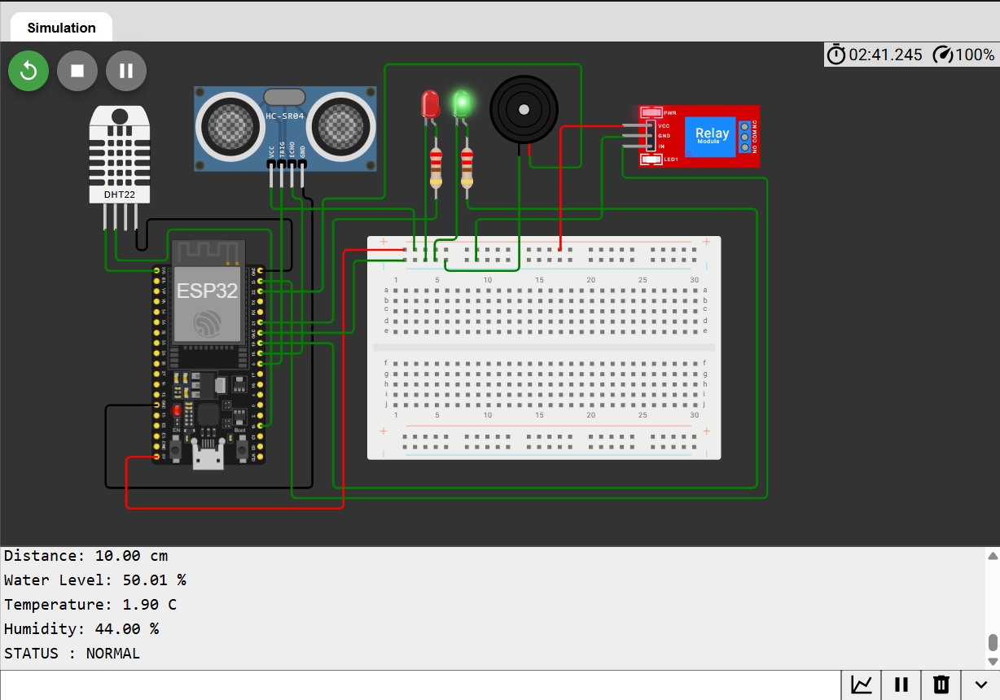 Simulation
02:41.245 100%
HC-SR04
VCC
TRIG
ECHO
GND
PWR
VCC
GND
IN
LED1
Relay
Module
NO COM NC
DHT22
ESP32
EN
Boot
1 5 10 15 20 25 30
a a
b b
c c
d d
e e
f f
g g
h h
i i
j j
1 5 10 15 20 25 30
Distance: 10.00 cm
Water Level: 50.01 %
Temperature: 1.90 C
Humidity: 44.00 %
STATUS : NORMAL